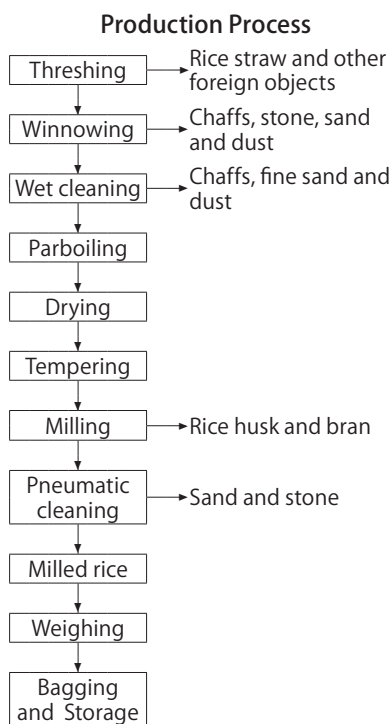 Production Process
Threshing
Rice straw and other
foreign objects
Winnowing
Chaffs, stone, sand
and dust
Wet cleaning
Chaffs, fine sand and
dust
Parboiling
Drying
Tempering
Milling
Rice husk and bran
Pneumatic
cleaning
Sand and stone
Milled rice
Weighing
Bagging
and Storage